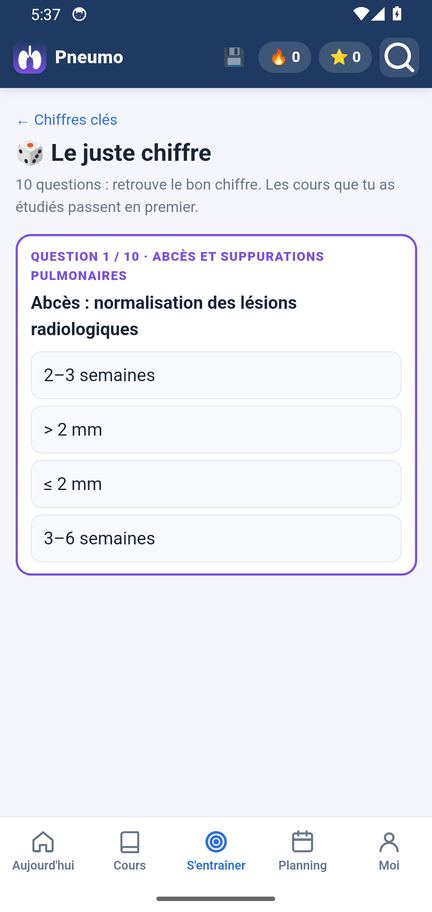 5:37
Pneumo
🔥 0
⭐ 0
← Chiffres clés
🎲 Le juste chiffre
10 questions : retrouve le bon chiffre. Les cours que tu as
étudiés passent en premier.
QUESTION 1 / 10 · ABCÈS ET SUPPURATIONS
PULMONAIRES
Abcès : normalisation des lésions
radiologiques
2–3 semaines
> 2 mm
≤ 2 mm
3–6 semaines
Aujourd'hui
Cours
S'entraîner
Planning
Moi